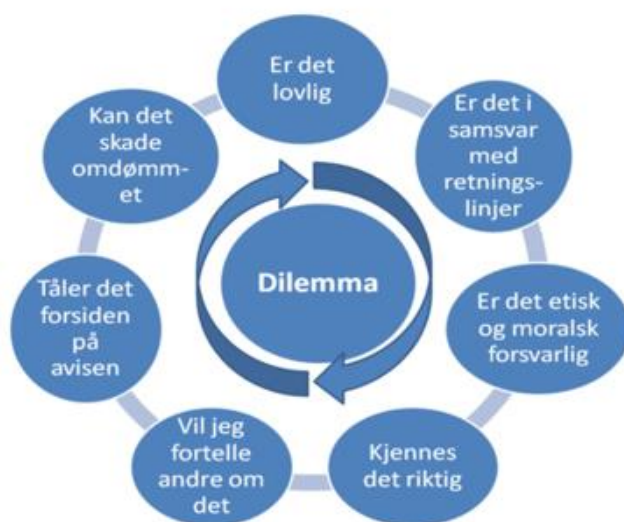 Er det
lovlig
Er det i
samsvar
med
retnings-
linjer
Er det etisk
og moralsk
forsvarlig
Kjennes
det riktig
Vil jeg
fortelle
andre om
det
Tåler det
forsiden
på
avisen
Kan det
skade
omdømm-
et
Dilemma